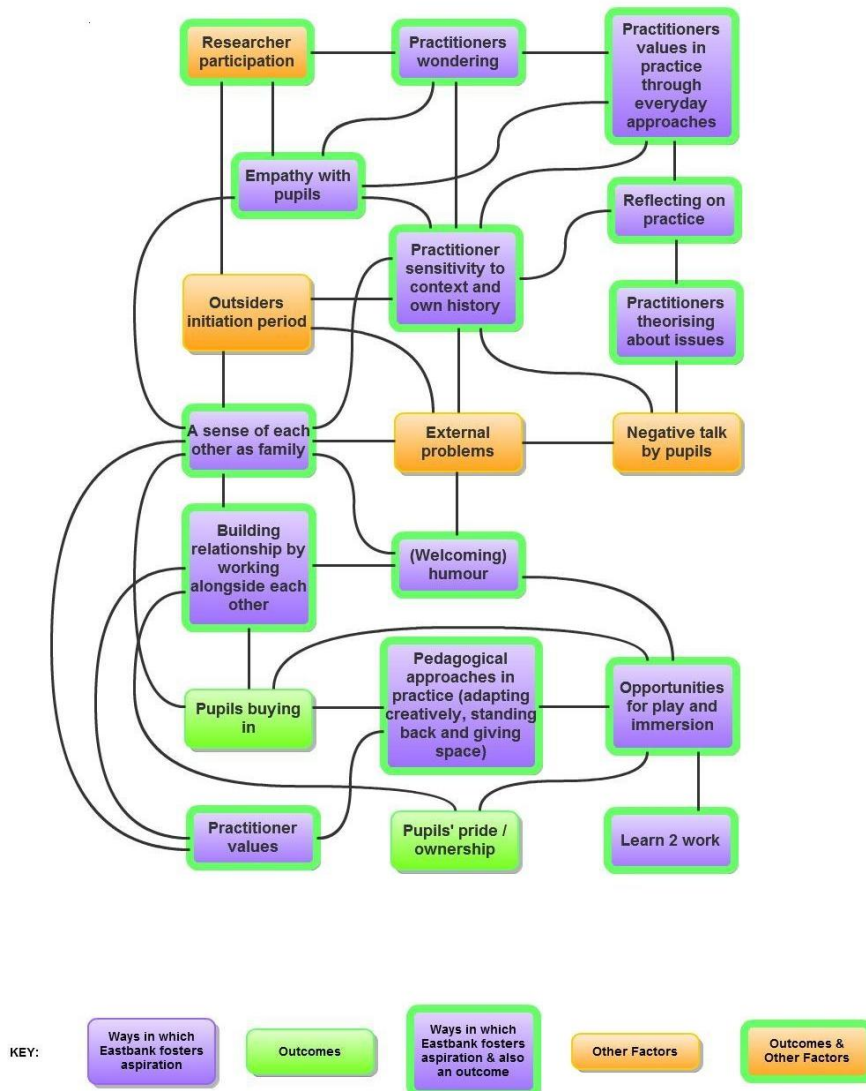 Researcher
participation
Practitioners
wondering
Practitioners
values in
practice
through
everyday
approaches
Empathy with
pupils
Reflecting on
practice
Practitioner
sensitivity to
context and
own history
Outsiders
initiation period
Practitioners
theorising
about issues
A sense of each
other as family
External
problems
Negative talk
by pupils
Building
relationship by
working
alongside each
other
(Welcoming)
humour
Pupils buying
in
Pedagogical
approaches in
practice (adapting
creatively, standing
back and giving
space)
Opportunities
for play and
immersion
Practitioner
values
Pupils' pride /
ownership
Learn 2 work
KEY:
Ways in which
Eastbank fosters
aspiration
Outcomes
Ways in which
Eastbank fosters
aspiration & also
an outcome
Other Factors
Outcomes &
Other Factors